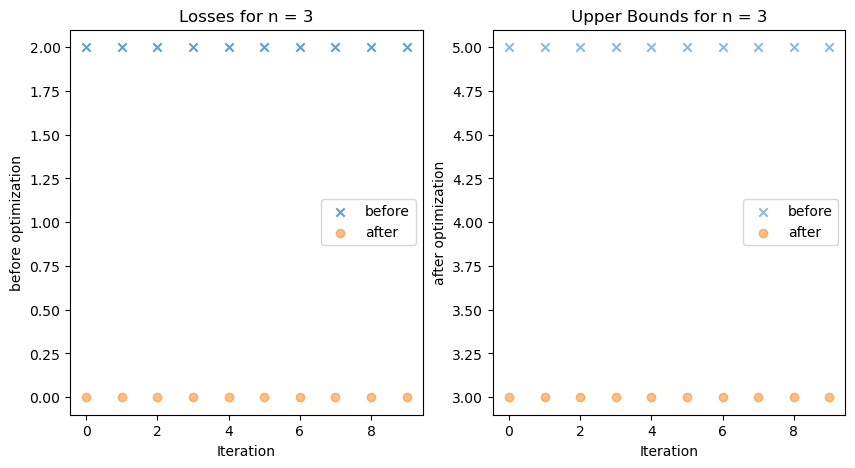 Losses for n = 3
2.00
1.75
1.50
1.25
1.00
0.75
0.50
0.25
0.00
before optimization
before
after
0 2 4 6 8
Iteration
Upper Bounds for n = 3
5.00
4.75
4.50
4.25
4.00
3.75
3.50
3.25
3.00
after optimization
before
after
0 2 4 6 8
Iteration